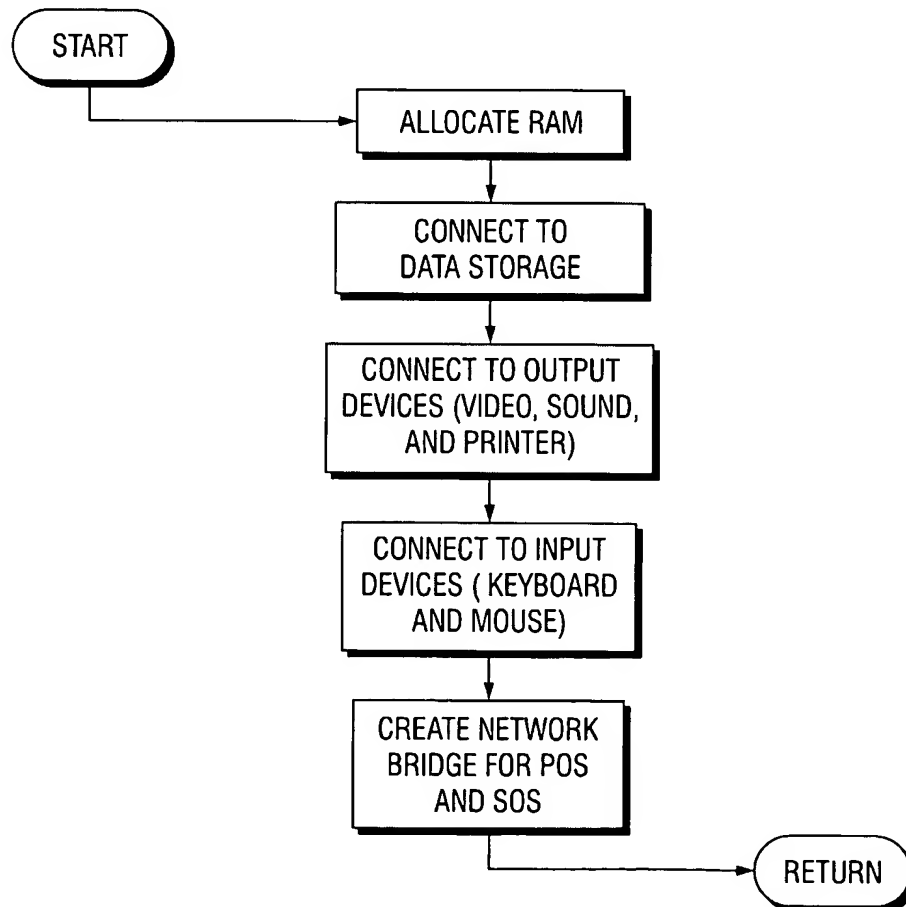 START
ALLOCATE RAM
CONNECT TO
DATA STORAGE
CONNECT TO OUTPUT
DEVICES (VIDEO, SOUND,
AND PRINTER)
CONNECT TO INPUT
DEVICES ( KEYBOARD
AND MOUSE)
CREATE NETWORK
BRIDGE FOR POS
AND SOS
RETURN